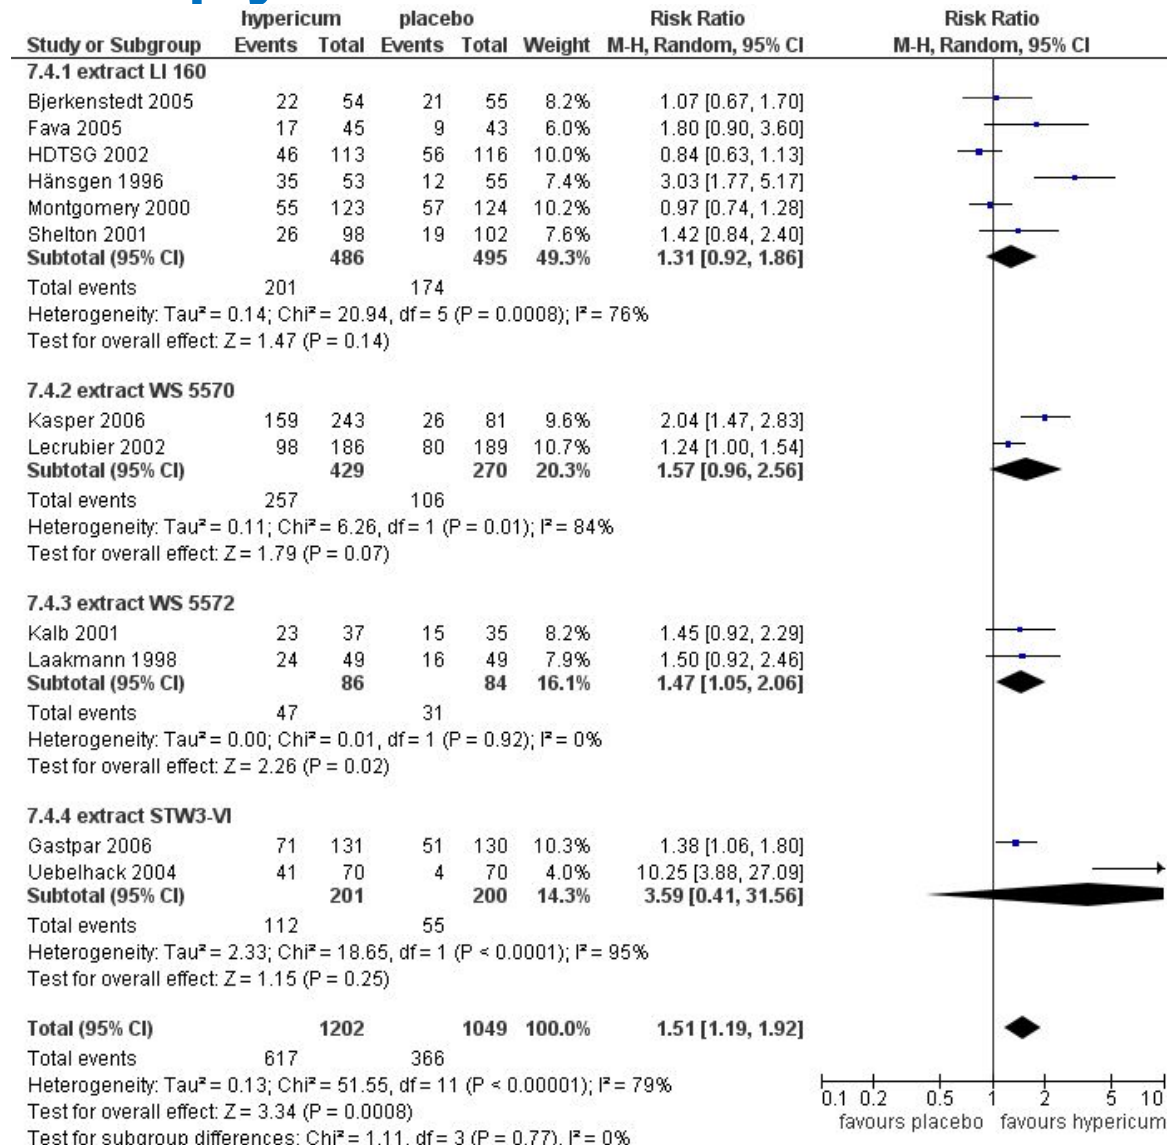 hypericum placebo Risk Ratio Risk Ratio
Study or Subgroup Events Total Events Total Weight M-H, Random, 95% CI M-H, Random, 95% CI
7.4.1 extract LI 160
Bjerkenstedt 2005 22 54 21 55 8.2% 1.07 [0.67, 1.70]
Fava 2005 17 45 9 43 6.0% 1.80 [0.90, 3.60]
HDTSG 2002 46 113 56 116 10.0% 0.84 [0.63, 1.13]
Hänsgen 1996 35 53 12 55 7.4% 3.03 [1.77, 5.17]
Montgomery 2000 55 123 57 124 10.2% 0.97 [0.74, 1.28]
Shelton 2001 26 98 19 102 7.6% 1.42 [0.84, 2.40]
Subtotal (95% CI) 486 495 49.3% 1.31 [0.92, 1.86]
Total events 201 174
Heterogeneity: Tau² = 0.14; Chi² = 20.94, df = 5 (P = 0.0008); I² = 76%
Test for overall effect: Z = 1.47 (P = 0.14)
7.4.2 extract WS 5570
Kasper 2006 159 243 26 81 9.6% 2.04 [1.47, 2.83]
Lecrubier 2002 98 186 80 189 10.7% 1.24 [1.00, 1.54]
Subtotal (95% CI) 429 270 20.3% 1.57 [0.96, 2.56]
Total events 257 106
Heterogeneity: Tau² = 0.11; Chi² = 6.26, df = 1 (P = 0.01); I² = 84%
Test for overall effect: Z = 1.79 (P = 0.07)
7.4.3 extract WS 5572
Kalb 2001 23 37 15 35 8.2% 1.45 [0.92, 2.29]
Laakmann 1998 24 49 16 49 7.9% 1.50 [0.92, 2.46]
Subtotal (95% CI) 86 84 16.1% 1.47 [1.05, 2.06]
Total events 47 31
Heterogeneity: Tau² = 0.00; Chi² = 0.01, df = 1 (P = 0.92); I² = 0%
Test for overall effect: Z = 2.26 (P = 0.02)
7.4.4 extract STW3-VI
Gastpar 2006 71 131 51 130 10.3% 1.38 [1.06, 1.80]
Uebelhack 2004 41 70 4 70 4.0% 10.25 [3.88, 27.09]
Subtotal (95% CI) 201 200 14.3% 3.59 [0.41, 31.56]
Total events 112 55
Heterogeneity: Tau² = 2.33; Chi² = 18.65, df = 1 (P < 0.0001); I² = 95%
Test for overall effect: Z = 1.15 (P = 0.25)
Total (95% CI) 1202 1049 100.0% 1.51 [1.19, 1.92]
Total events 617 366
Heterogeneity: Tau² = 0.13; Chi² = 51.55, df = 11 (P < 0.00001); I² = 79%
Test for overall effect: Z = 3.34 (P = 0.0008)
Test for subgroup differences: Chi² = 1.11, df = 3 (P = 0.77), I² = 0%
0.1 0.2 0.5 1 2 5 10
favours placebo favours hypericum